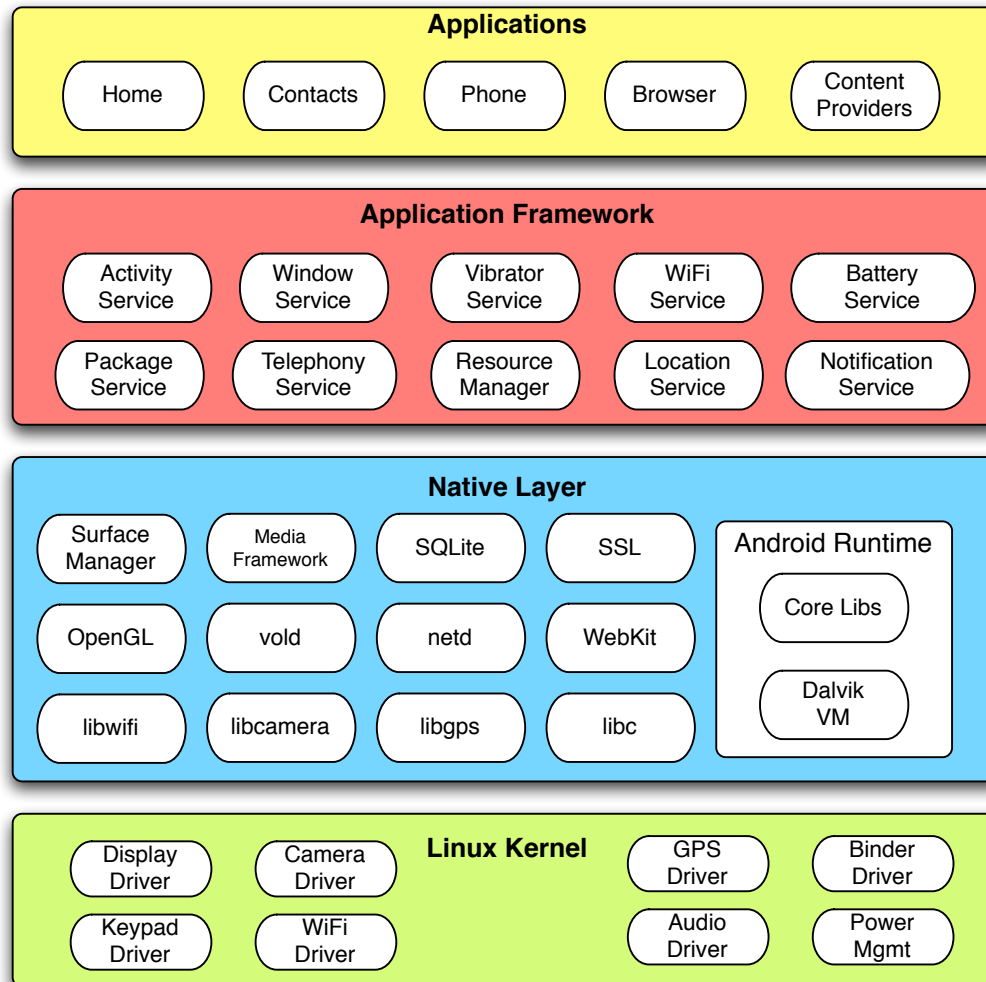 Applications
Home
Contacts
Phone
Browser
Content
Providers
Application Framework
Activity
Service
Window
Service
Vibrator
Service
WiFi
Service
Battery
Service
Package
Service
Telephony
Service
Resource
Manager
Location
Service
Notification
Service
Native Layer
Surface
Manager
Media
Framework
SQLite
SSL
OpenGL
vold
netd
WebKit
libwifi
libcamera
libgps
libc
Android Runtime
Core Libs
Dalvik
VM
Linux Kernel
Display
Driver
Camera
Driver
GPS
Driver
Binder
Driver
Keypad
Driver
WiFi
Driver
Audio
Driver
Power
Mgmt